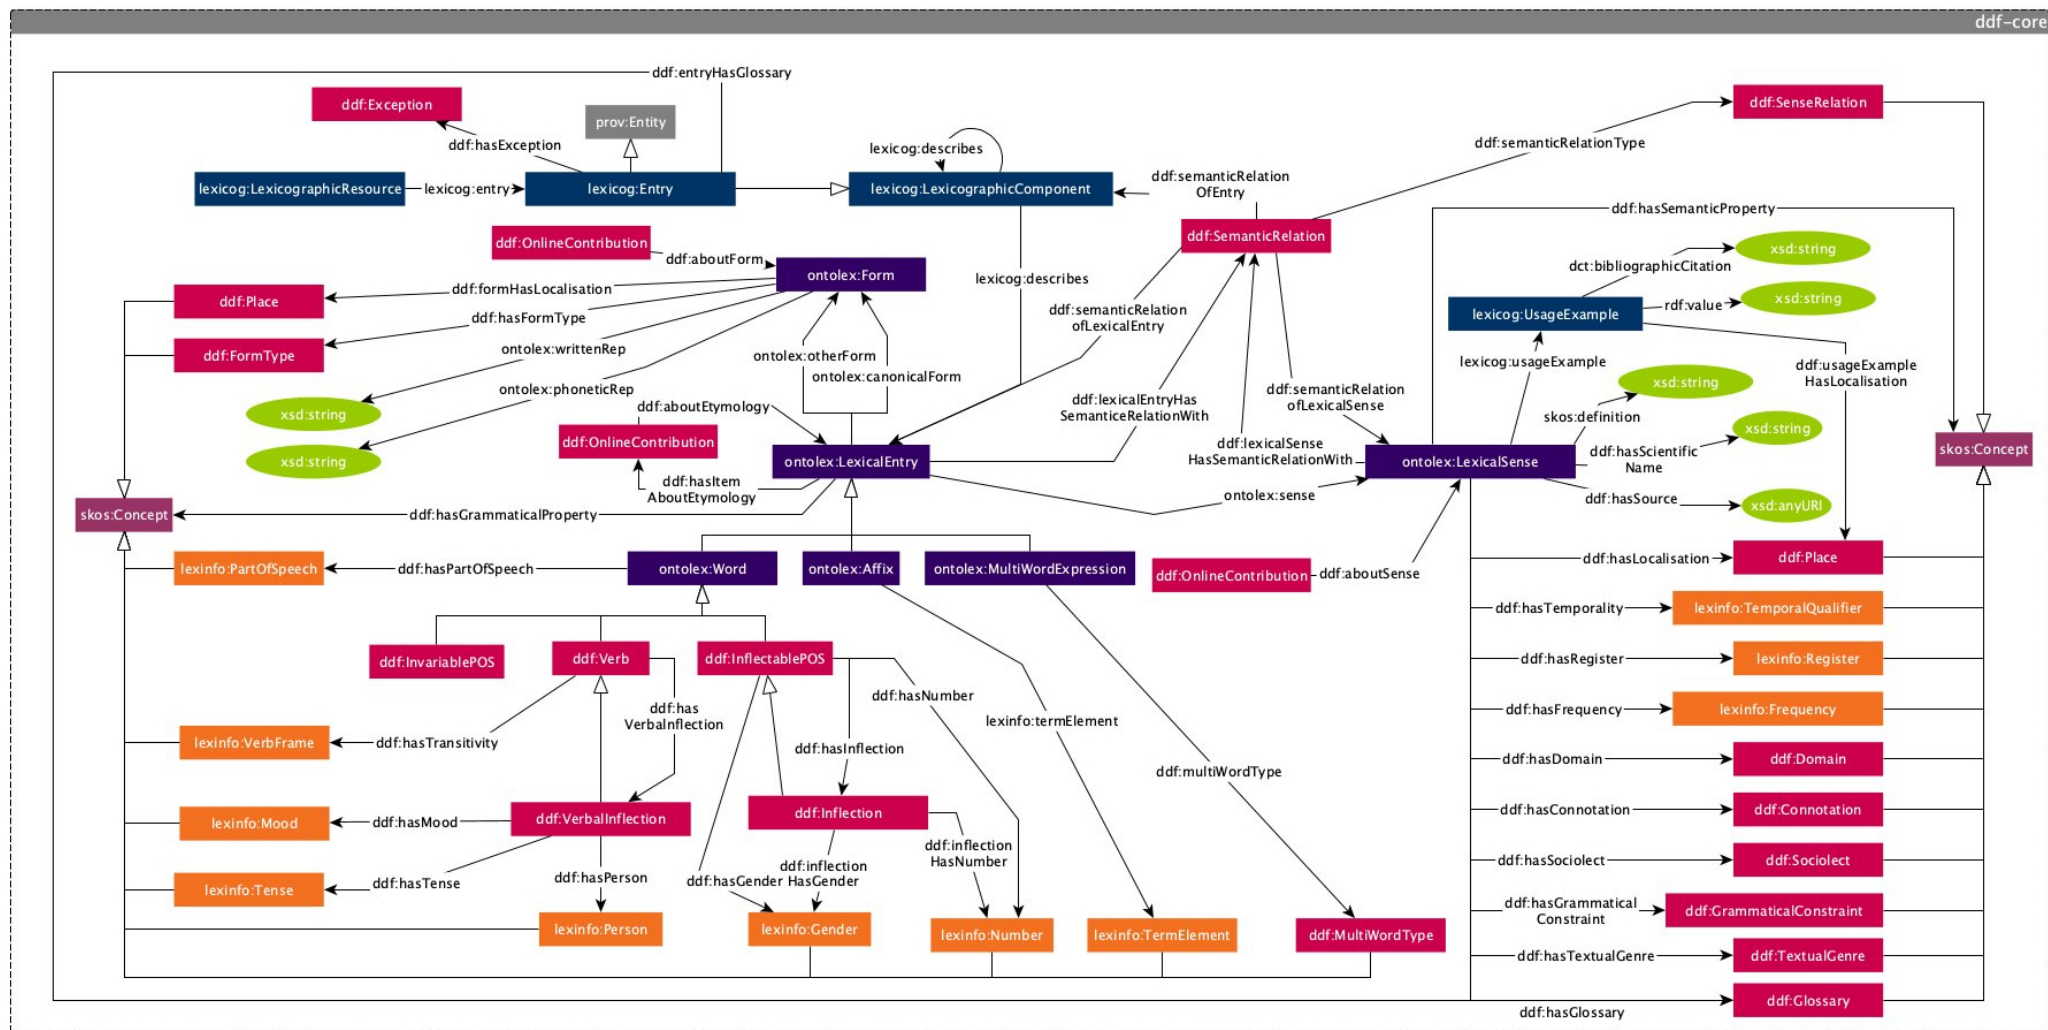 ddf-core
ddf:entryHasGlossary
ddf:Exception
prov:Entity
ddf:SenseRelation
ddf:hasException
lexicog:describes
ddf:semanticRelationType
lexicog:LexicographicResource
lexicog:entry
lexicog:Entry
lexicog:LexicographicComponent
ddf:semanticRelation
OfEntry
ddf:hasSemanticProperty
ddf:OnlineContribution
ddf:aboutForm
ddf:SemanticRelation
xsd:string
dct:bibliographicCitation
ontolex:Form
lexicog:describes
ddf:Place
ddf:formHasLocalisation
xsd:string
rdf:value
lexicog:UsageExample
ddf:hasFormType
ddf:semanticRelation
ofLexicalEntry
ddf:FormType
ontolex:writtenRep
ontolex:otherForm
ontolex:canonicalForm
lexicog:usageExample
ddf:usageExample
HasLocalisation
ontolex:phoneticRep
xsd:string
xsd:string
ddf:aboutEtymology
ddf:lexicalEntryHas
SemanticeRelationWith
ddf:semanticRelation
ofLexicalSense
skos:definition
xsd:string
ddf:OnlineContribution
ddf:lexicalSense
HasSemanticRelationWith
ddf:hasScientific
Name
xsd:string
skos:Concept
ontolex:LexicalEntry
ontolex:LexicalSense
ddf:hasItem
AboutEtymology
ontolex:sense
ddf:hasSource
xsd:anyURI
skos:Concept
ddf:hasGrammaticalProperty
ddf:hasLocalisation
ddf:Place
lexinfo:PartOfSpeech
ddf:hasPartOfSpeech
ontolex:Word
ontolex:Affix
ontolex:MultiWordExpression
ddf:OnlineContribution
ddf:aboutSense
ddf:hasTemporality
lexinfo:TemporalQualifier
ddf:InvariablePOS
ddf:Verb
ddf:InflectablePOS
ddf:hasRegister
lexinfo:Register
ddf:hasNumber
ddf:has
VerbalInflection
lexinfo:termElement
ddf:hasFrequency
lexinfo:Frequency
lexinfo:VerbFrame
ddf:hasTransitivity
ddf:hasInflection
ddf:multiWordType
ddf:hasDomain
ddf:Domain
lexinfo:Mood
ddf:hasMood
ddf:VerbalInflection
ddf:Inflection
ddf:hasConnotation
ddf:Connotation
ddf:inflection
HasNumber
ddf:hasSociolect
ddf:Sociolect
lexinfo:Tense
ddf:hasTense
ddf:hasPerson
ddf:hasGender
ddf:inflection
HasGender
ddf:hasGrammatical
Constraint
ddf:GrammaticalConstraint
lexinfo:Person
lexinfo:Gender
lexinfo:Number
lexinfo:TermElement
ddf:MultiWordType
ddf:hasTextualGenre
ddf:TextualGenre
ddf:Glossary
ddf:hasGlossary